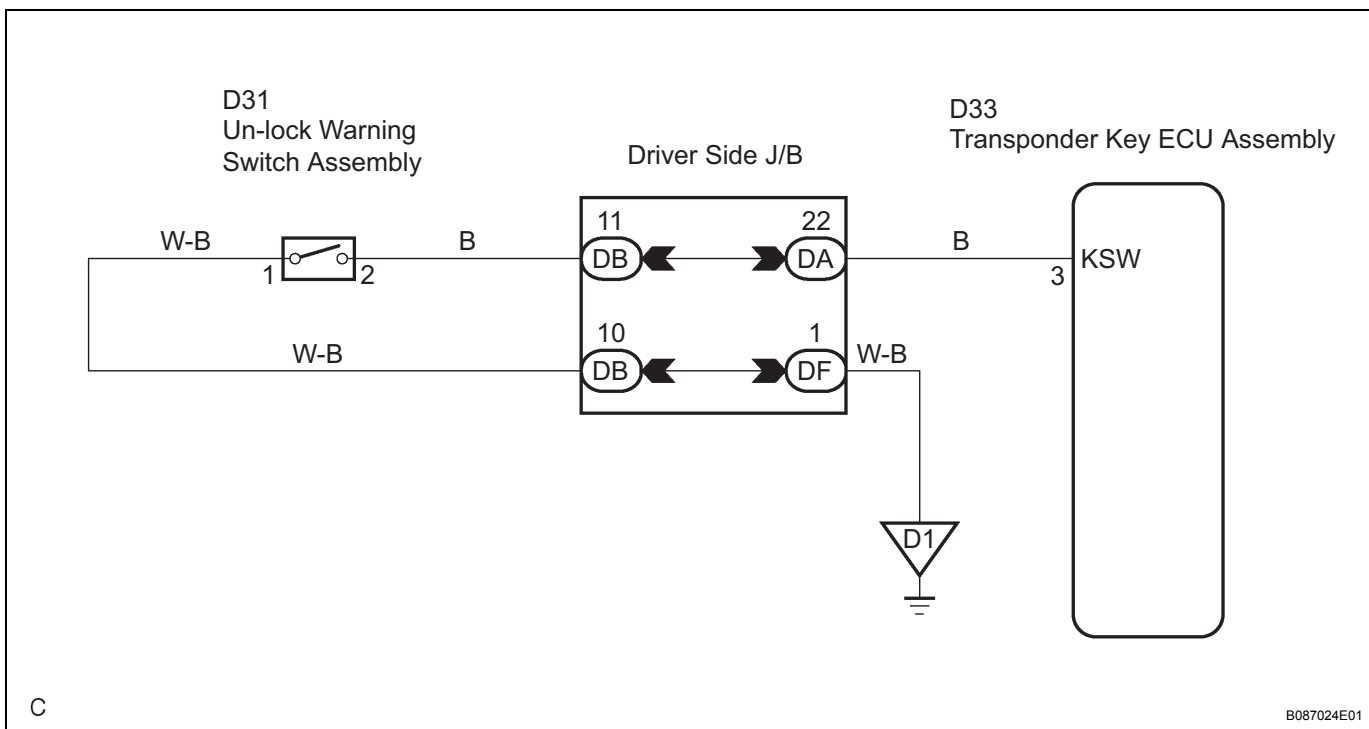 D31
Un-lock Warning
Switch Assembly
Driver Side J/B
D33
Transponder Key ECU Assembly
W-B
1
2
B
11
DB
22
DA
B
3
KSW
W-B
10
DB
1
DF
W-B
D1
C
B087024E01